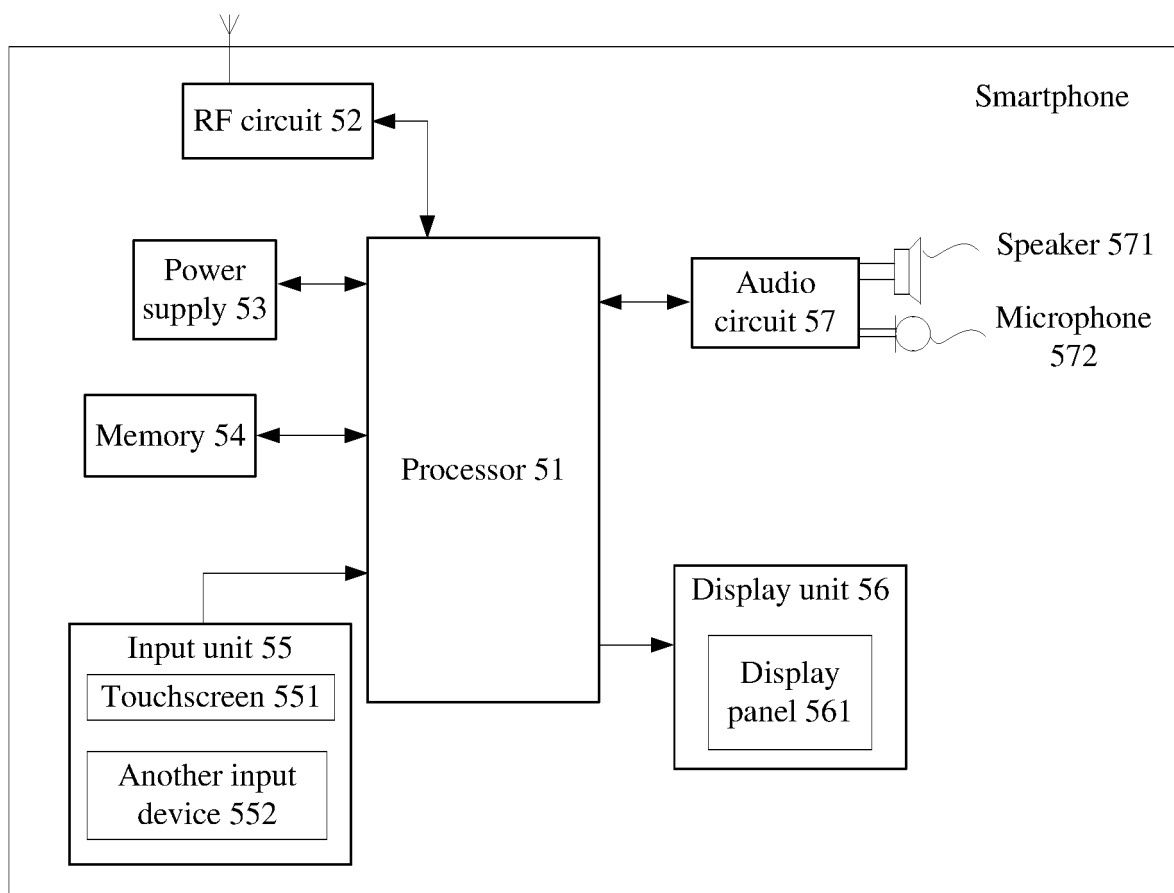 Smartphone
RF circuit 52
Power
supply 53
Memory 54
Processor 51
Audio
circuit 57
Speaker 571
Microphone
572
Input unit 55
Touchscreen 551
Another input
device 552
Display unit 56
Display
panel 561